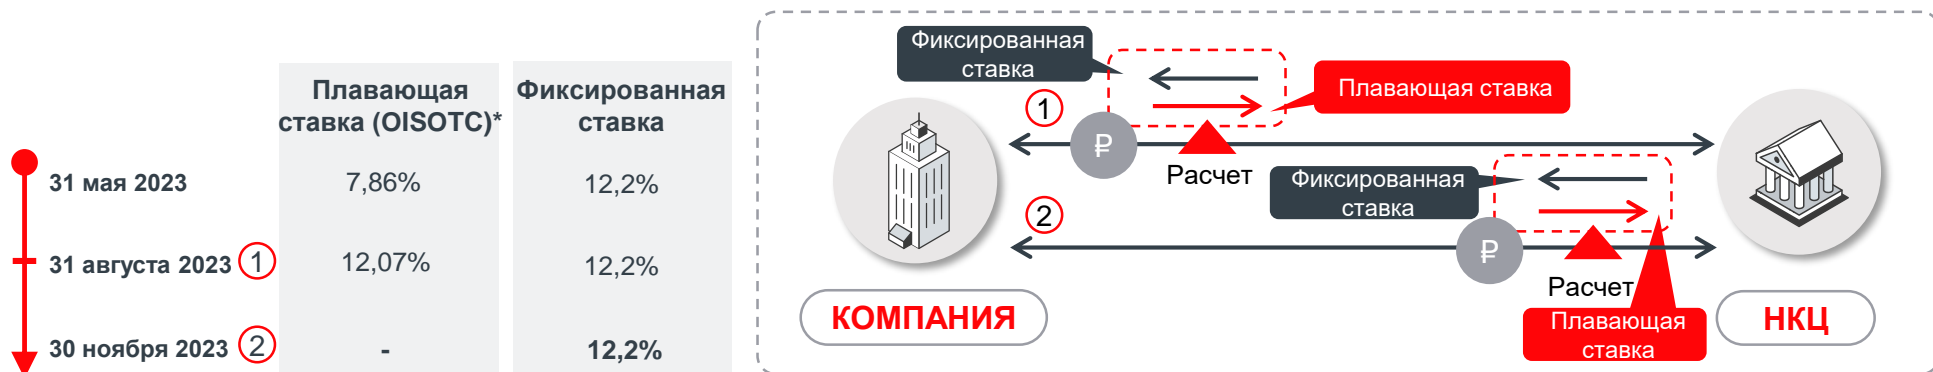 Плавающая
ставка (OISOTC)*
Фиксированная
ставка
31 мая 2023
7,86%
12,2%
31 августа 2023
1
12,07%
12,2%
30 ноября 2023
2
-
12,2%
Фиксированная
ставка
Плавающая ставка
1
₽
Расчет
Фиксированная
ставка
2
₽
Расчет
Плавающая
ставка
КОМПАНИЯ
НКЦ